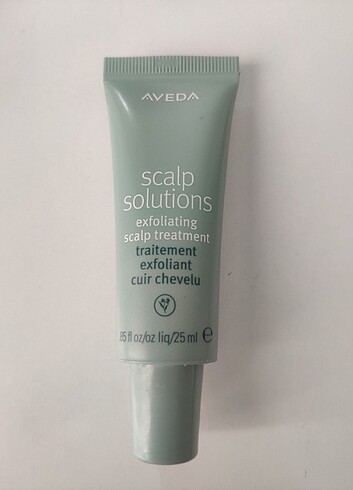 AVEDA
scalp
solutions
exfoliating
scalp treatment
traitement
exfoliant
cuir chevelu
.85 fl oz/oz liq/25 ml ℮